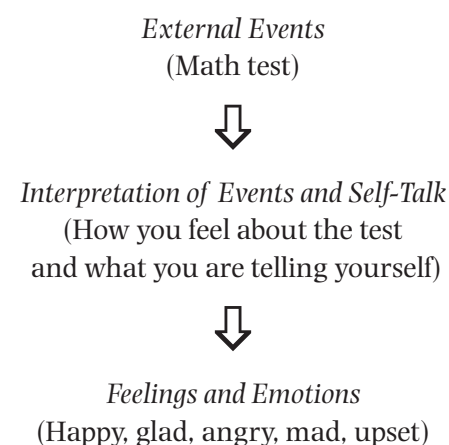 External Events
(Math test)
Interpretation of Events and Self-Talk
(How you feel about the test
and what you are telling yourself)
Feelings and Emotions
(Happy, glad, angry, mad, upset)